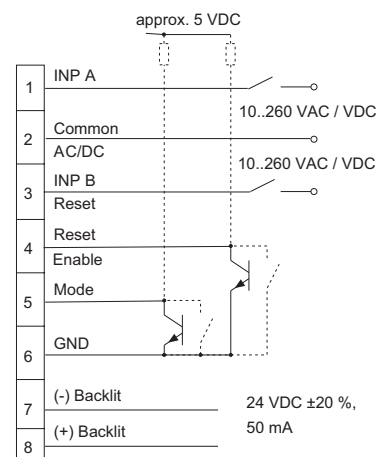 approx. 5 VDC
1 INP A
10..260 VAC / VDC
2 Common
AC/DC
10..260 VAC / VDC
3 INP B
Reset
4 Reset
Enable
5 Mode
6 GND
7 (-) Backlit
24 VDC ±20 %,
50 mA
8 (+) Backlit